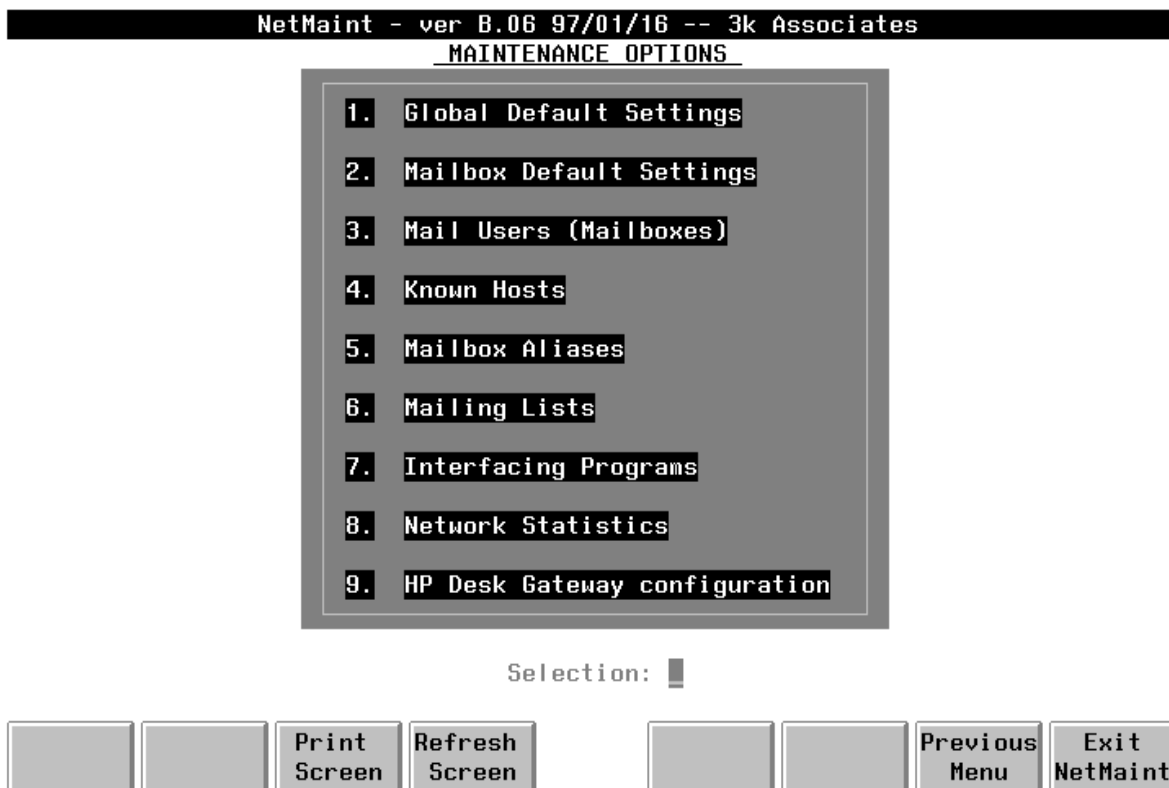 NetMaint - ver B.06 97/01/16 -- 3k Associates
MAINTENANCE OPTIONS
1. Global Default Settings
2. Mailbox Default Settings
3. Mail Users (Mailboxes)
4. Known Hosts
5. Mailbox Aliases
6. Mailing Lists
7. Interfacing Programs
8. Network Statistics
9. HP Desk Gateway configuration
Selection:
Print Screen
Refresh Screen
Previous Menu
Exit NetMaint